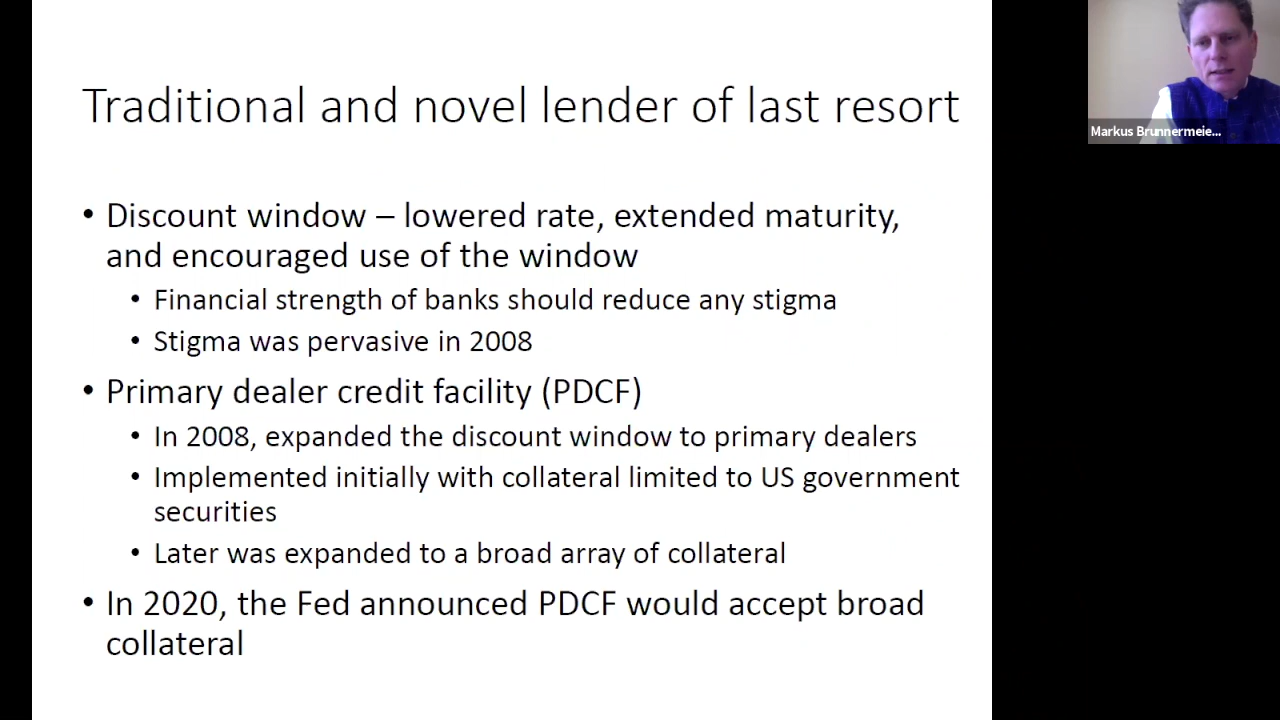 Traditional and novel lender of last resort
• Discount window – lowered rate, extended maturity,
and encouraged use of the window
• Financial strength of banks should reduce any stigma
• Stigma was pervasive in 2008
• Primary dealer credit facility (PDCF)
• In 2008, expanded the discount window to primary dealers
• Implemented initially with collateral limited to US government
securities
• Later was expanded to a broad array of collateral
• In 2020, the Fed announced PDCF would accept broad
collateral
Markus Brunnermeie...